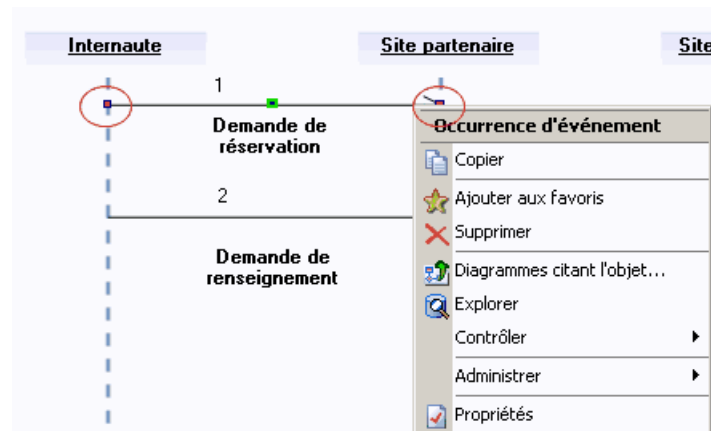 Internaute
Site partenaire
Site
1
Demande de
réservation
2
Demande de
renseignement
Occurrence d'événement
Copier
Ajouter aux favoris
Supprimer
Diagrammes citant l'objet...
Explorer
Contrôler
Administrer
Propriétés